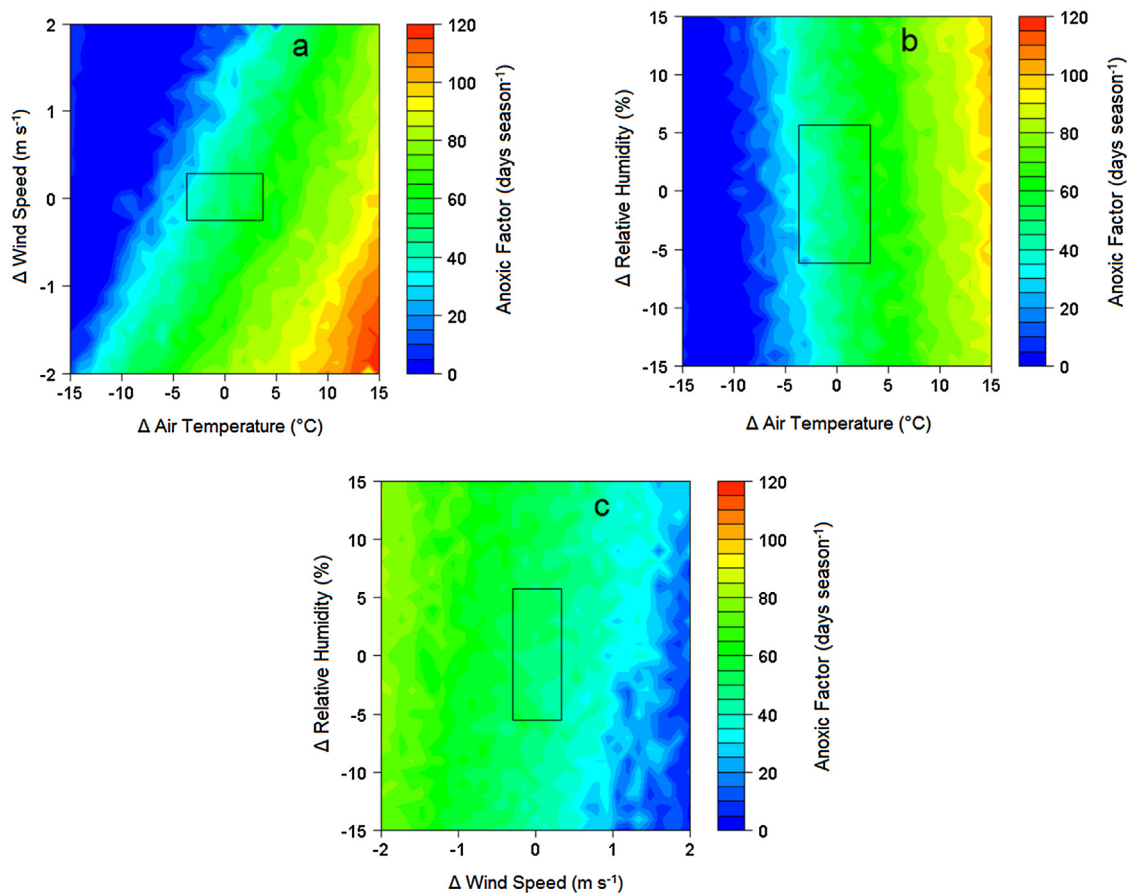 a
2
1
0
-1
-2
Δ Wind Speed (m s-1)
-15 -10 -5 0 5 10 15
Δ Air Temperature (°C)
120
100
80
60
40
20
0
Anoxic Factor (days season-1)
b
15
10
5
0
-5
-10
-15
Δ Relative Humidity (%)
-15 -10 -5 0 5 10 15
Δ Air Temperature (°C)
120
100
80
60
40
20
0
Anoxic Factor (days season-1)
c
15
10
5
0
-5
-10
-15
Δ Relative Humidity (%)
-2 -1 0 1 2
Δ Wind Speed (m s-1)
120
100
80
60
40
20
0
Anoxic Factor (days season-1)